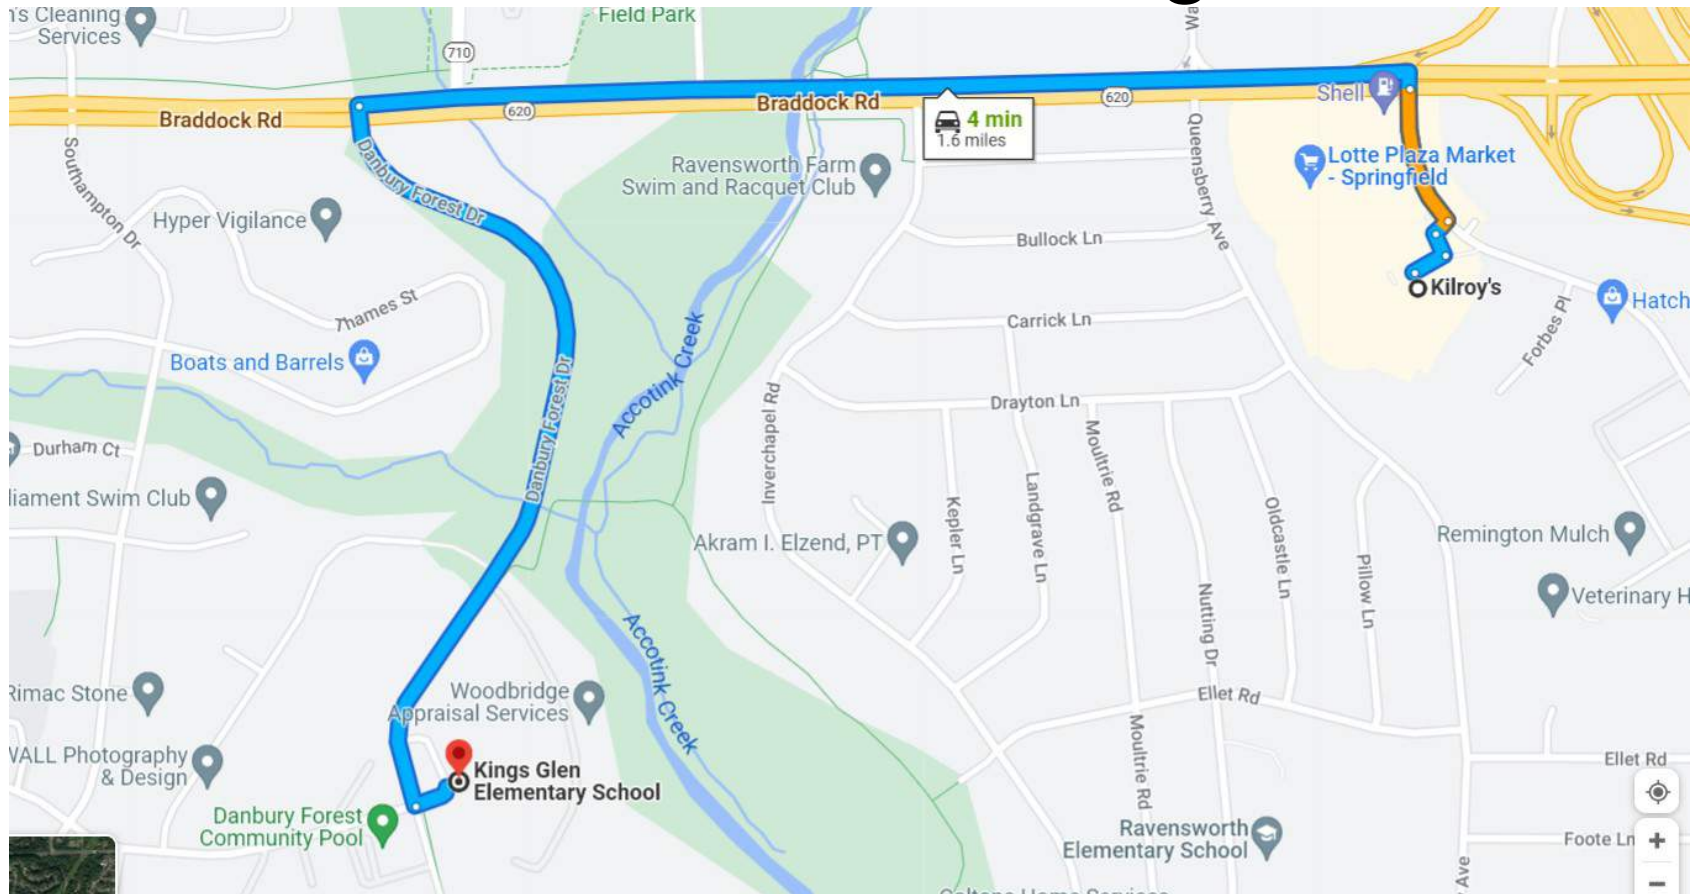 's Cleaning
Services
710
Field Park
Wa
Braddock Rd
620
Braddock Rd
620
Shell
4 min
1.6 miles
Southampton Dr
Danbury Forest Dr
Ravensworth Farm
Swim and Racquet Club
Queensberry Ave
Lotte Plaza Market
- Springfield
Hyper Vigilance
Bullock Ln
Kilroy's
Hatch
Thames St
Carrick Ln
Forbes Pl
Boats and Barrels
Accotink Creek
Danbury Forest Dr
Inverchapel Rd
Drayton Ln
Moultrie Rd
Durham Ct
liament Swim Club
Kepler Ln
Landgrave Ln
Oldcastle Ln
Akram I. Elzend, PT
Remington Mulch
Nutting Dr
Pillow Ln
Veterinary H
Accotink Creek
Rimac Stone
Woodbridge
Appraisal Services
Ellet Rd
Moultrie Rd
WALL Photography
& Design
Kings Glen
Elementary School
Ellet Rd
Danbury Forest
Community Pool
Ravensworth
Elementary School
Foote Ln
Ave